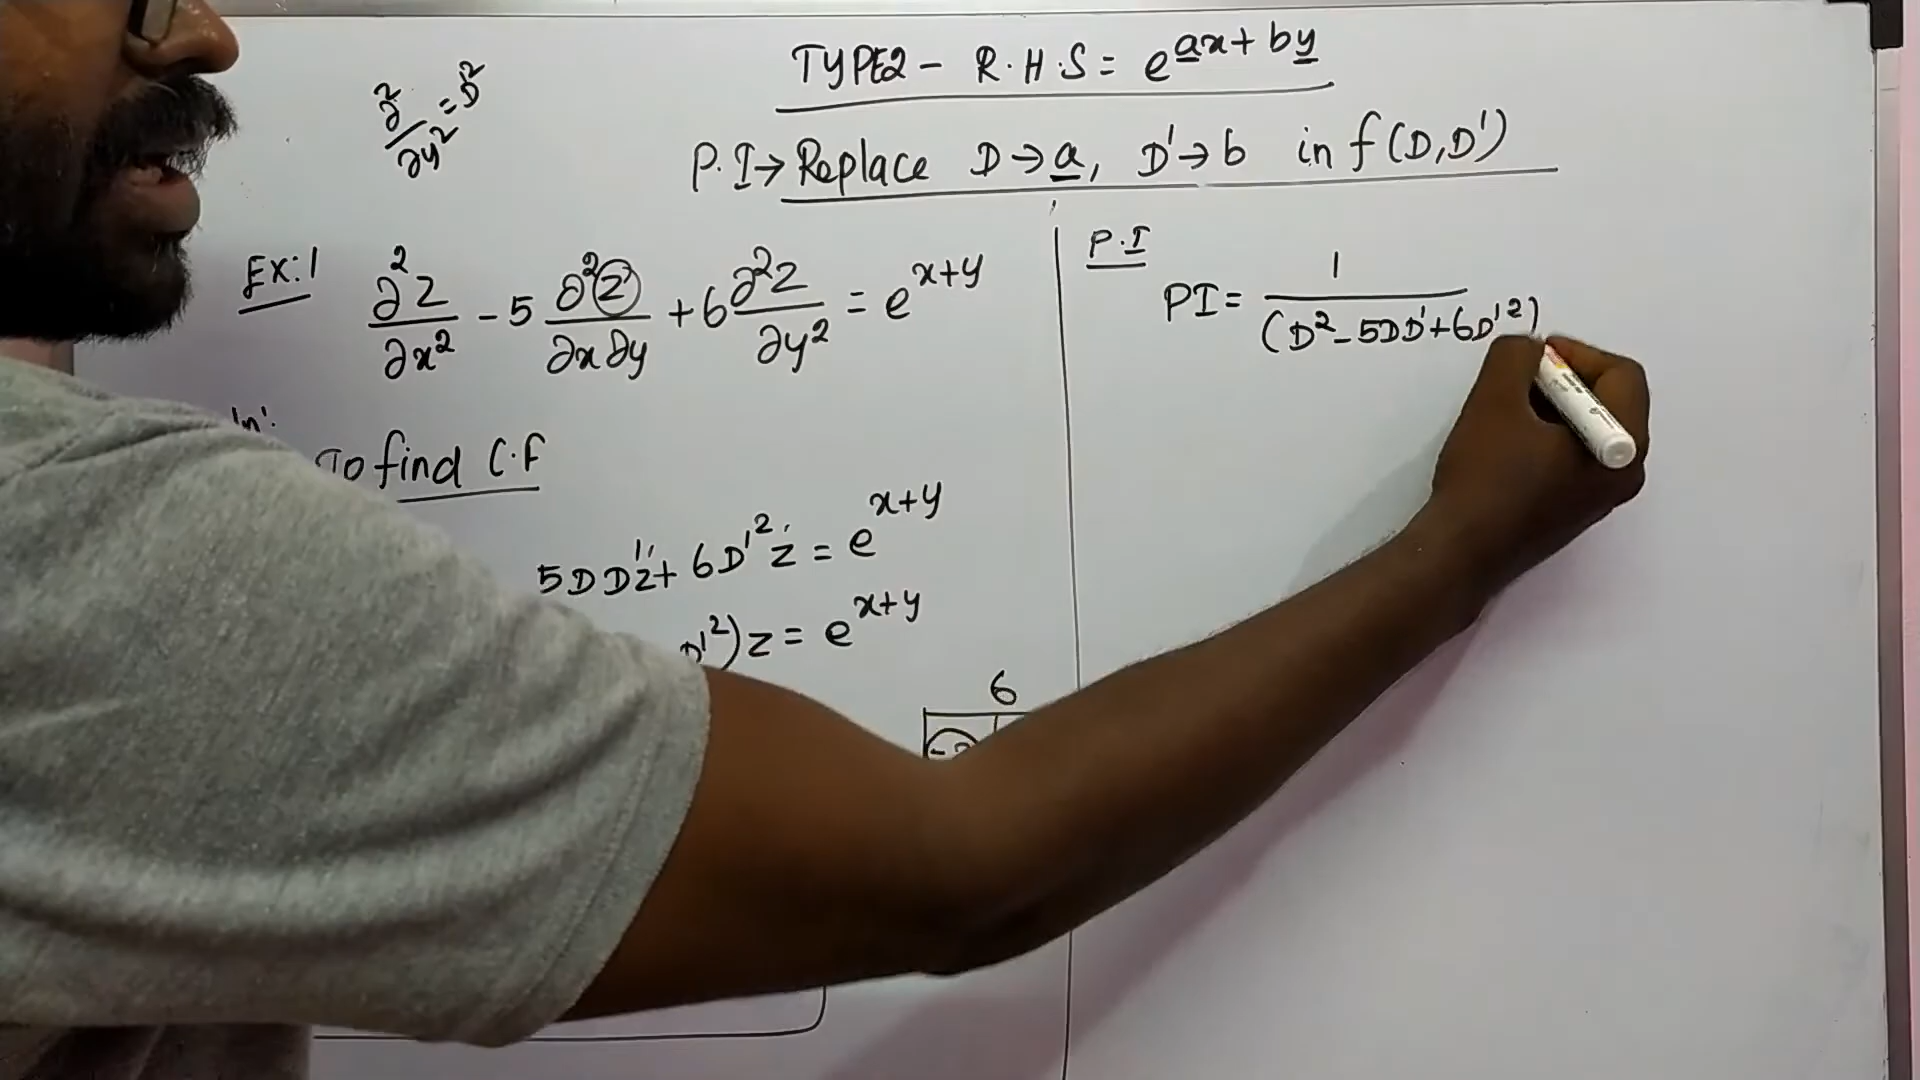 TYPE2 - R.H.S = e^{ax+by}
P.I → Replace D → a, D' → b in f(D,D')
∂²/∂y² = D²
Ex:1 ∂²z/∂x² - 5 ∂²z/∂x∂y + 6 ∂²z/∂y² = e^{x+y}
To find C.F
5DD'z + 6D'²z = e^{x+y}
D'²)z = e^{x+y}
6
P.I
PI = 1/(D² - 5DD' + 6D'²)